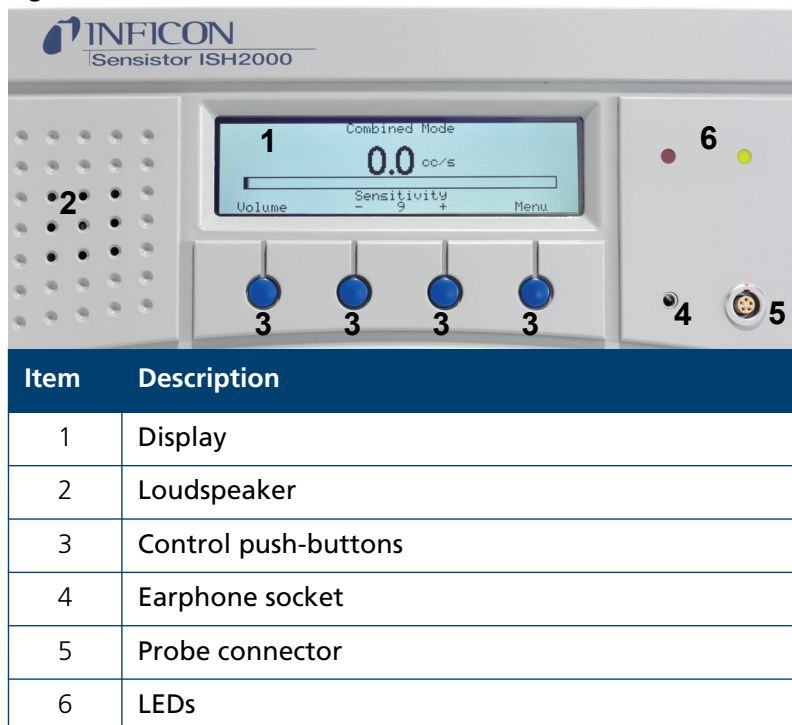 INFICON
Sensistor ISH2000
1
Combined Mode
0.0 cc/s
Sensitivity
Volume - 9 + Menu
2
6
3 3 3 3
4 5
Item Description
1 Display
2 Loudspeaker
3 Control push-buttons
4 Earphone socket
5 Probe connector
6 LEDs